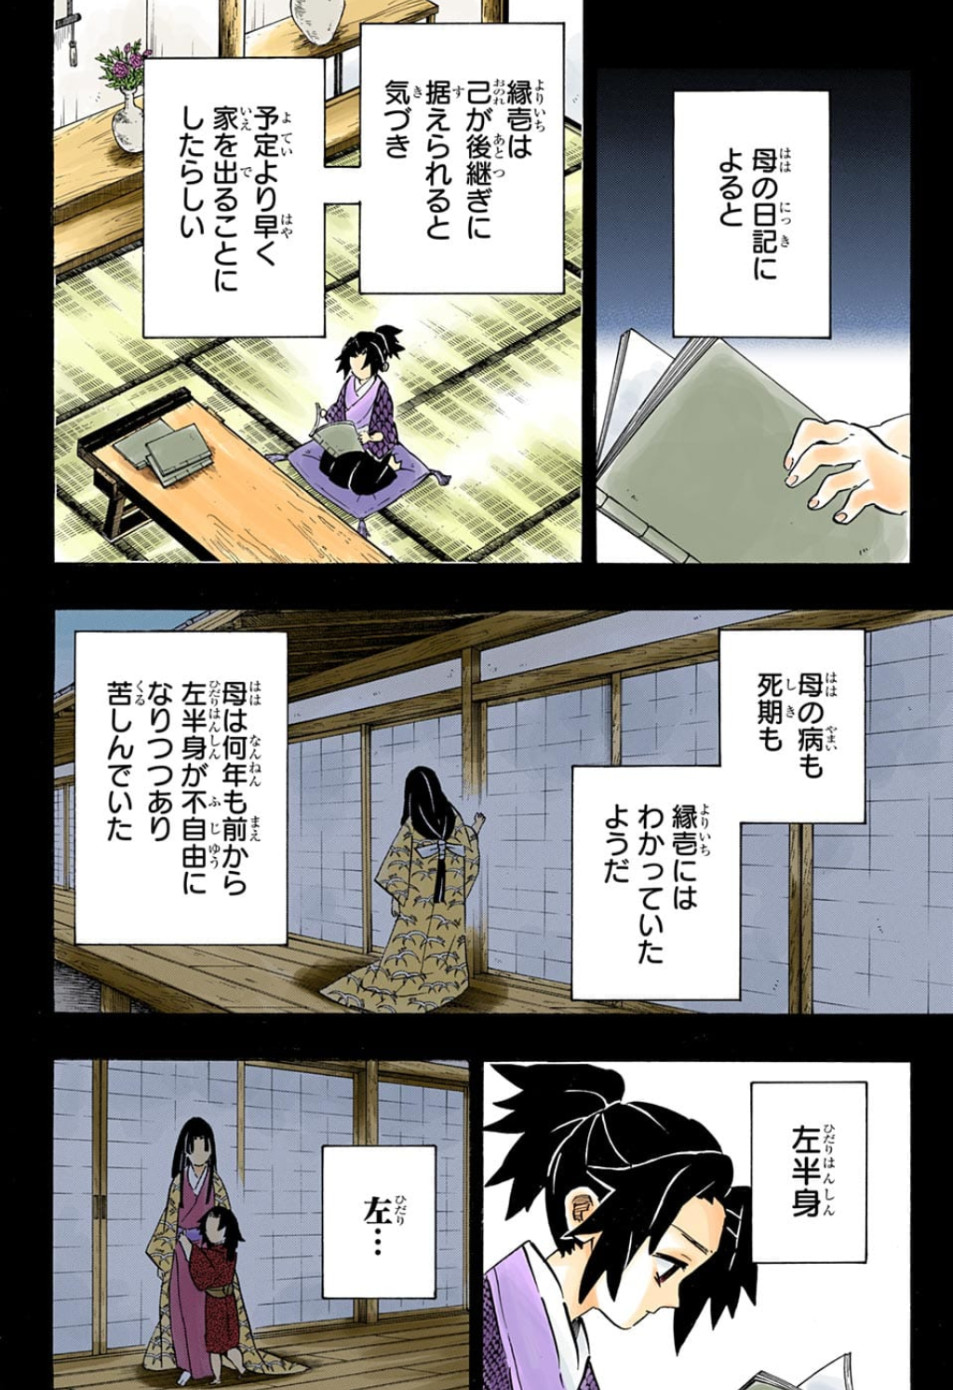 母の日記に
よると
縁壱は
己が後継ぎに
据えられると
気づき
予定より早く
家を出ることに
したらしい
母の病も
死期も
縁壱には
わかっていた
ようだ
母は何年も前から
左半身が不自由に
なりつつあり
苦しんでいた
左半身
左…